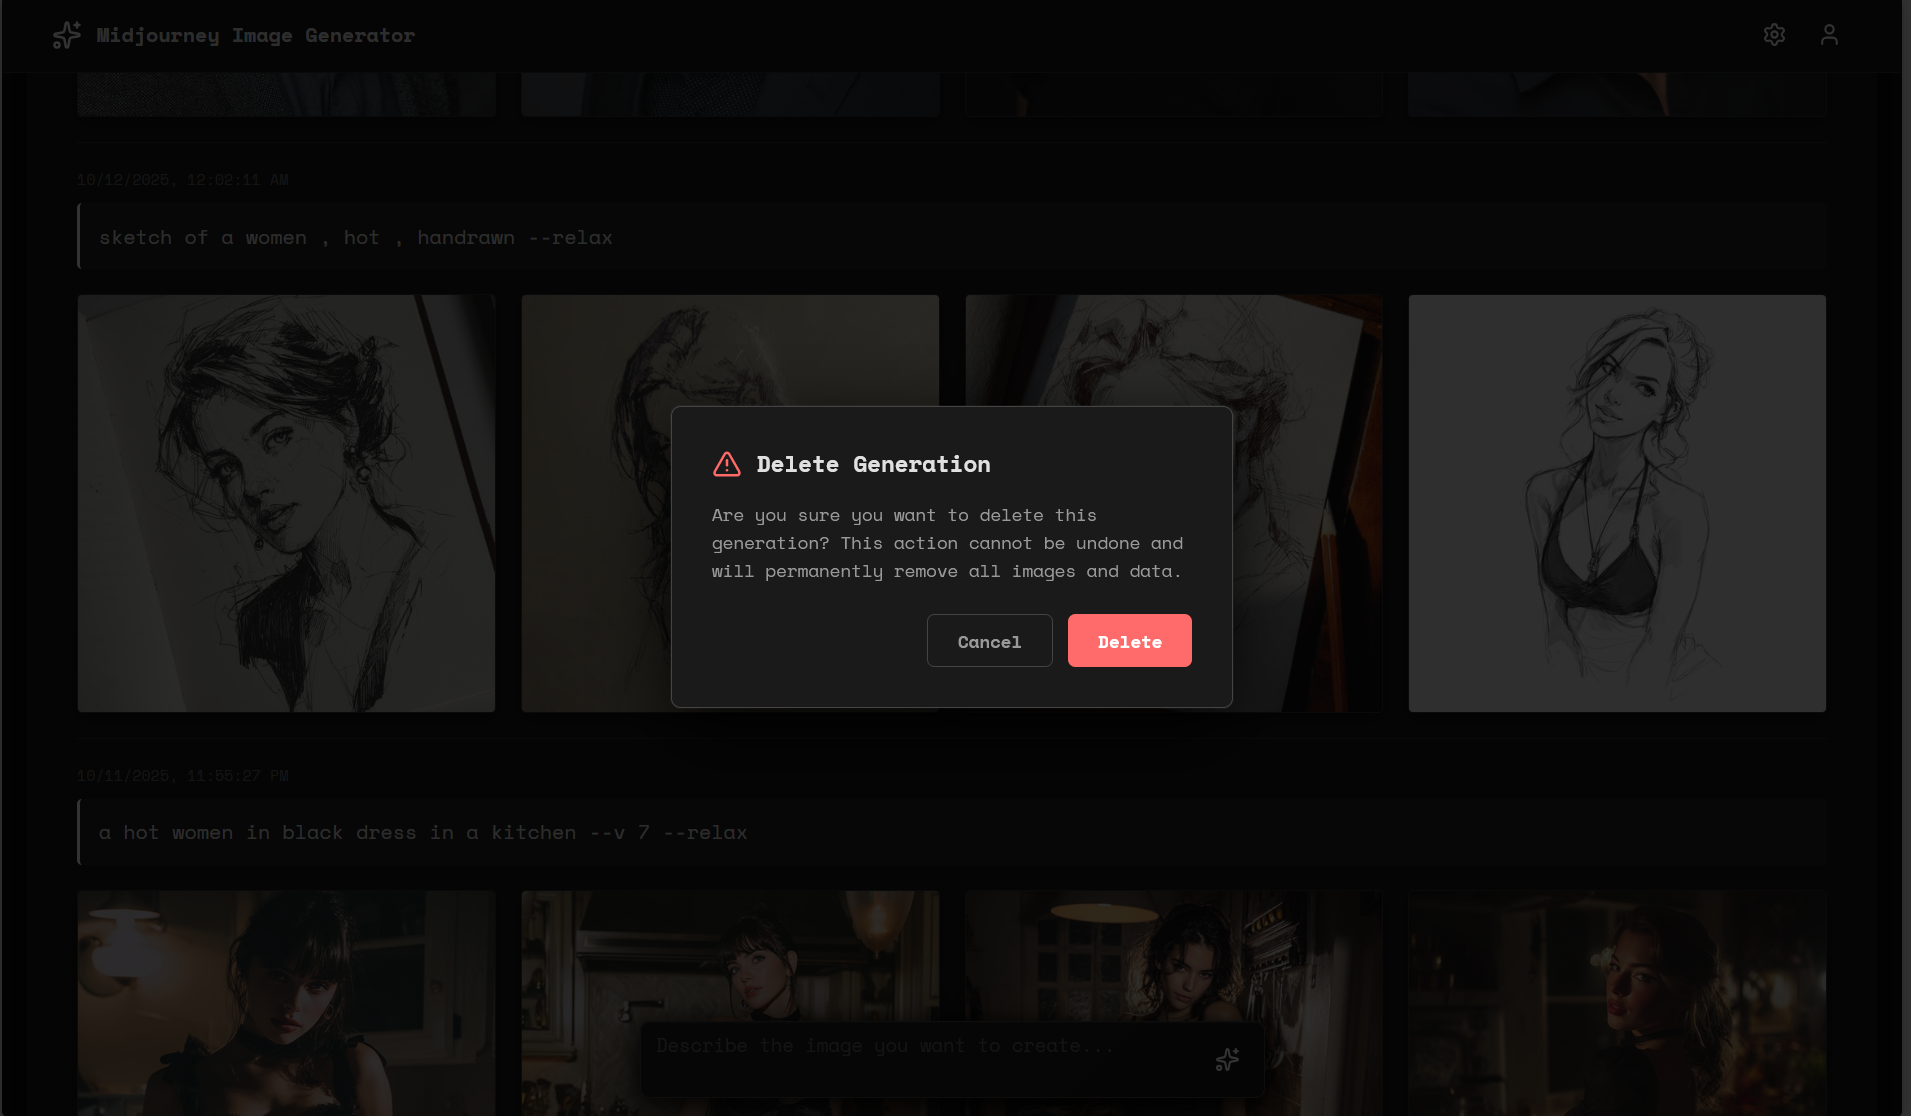 Midjourney Image Generator
10/12/2025, 12:02:11 AM
sketch of a women , hot , handrawn --relax
Delete Generation
Are you sure you want to delete this
generation? This action cannot be undone and
will permanently remove all images and data.
Cancel
Delete
10/11/2025, 11:55:27 PM
a hot women in black dress in a kitchen --v 7 --relax
Describe the image you want to create...